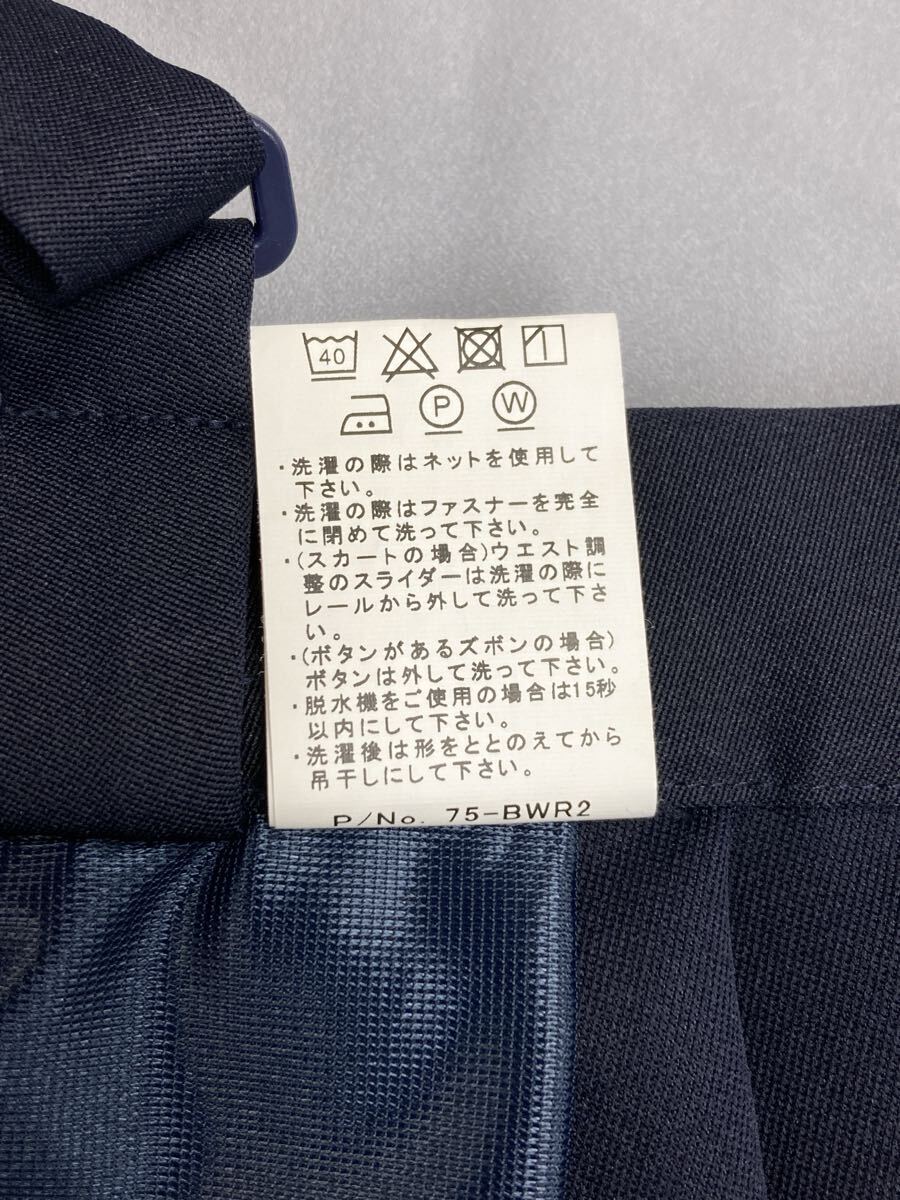 40
P W
・洗濯の際はネットを使用して
下さい。
・洗濯の際はファスナーを完全
に閉めて洗って下さい。
・(スカートの場合)ウエスト調
整のスライダーは洗濯の際に
レールから外して洗って下さ
い。
・(ボタンがあるズボンの場合)
ボタンは外して洗って下さい。
・脱水機をご使用の場合は15秒
以内にして下さい。
・洗濯後は形をととのえてから
吊干しにして下さい。
P/No. 75-BWR2